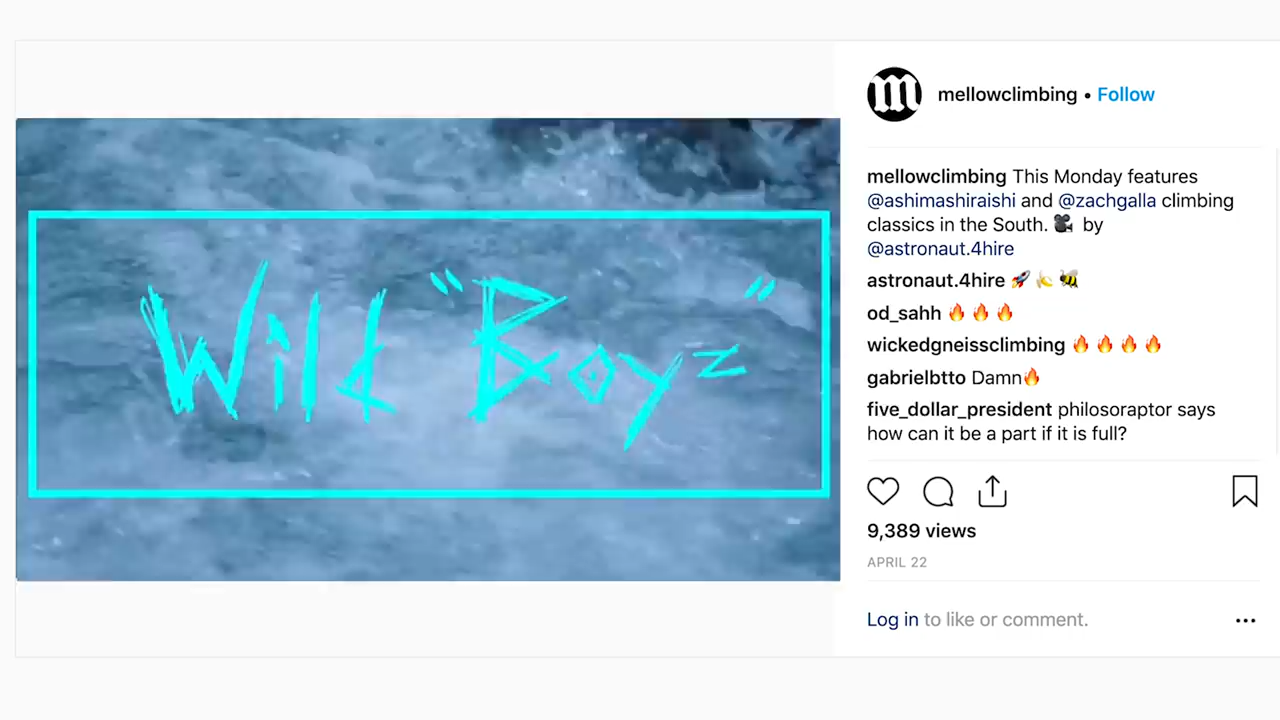 Wild "Boyz"
m
mellowclimbing • Follow
mellowclimbing This Monday features
@ashimashiraishi and @zachgalla climbing
classics in the South. 🎥 by
@astronaut.4hire
astronaut.4hire 🚀 🍌 🐝
od_sahh 🔥 🔥 🔥
wickedgneissclimbing 🔥 🔥 🔥 🔥
gabrielbtto Damn🔥
five_dollar_president philosoraptor says
how can it be a part if it is full?
9,389 views
APRIL 22
Log in to like or comment.